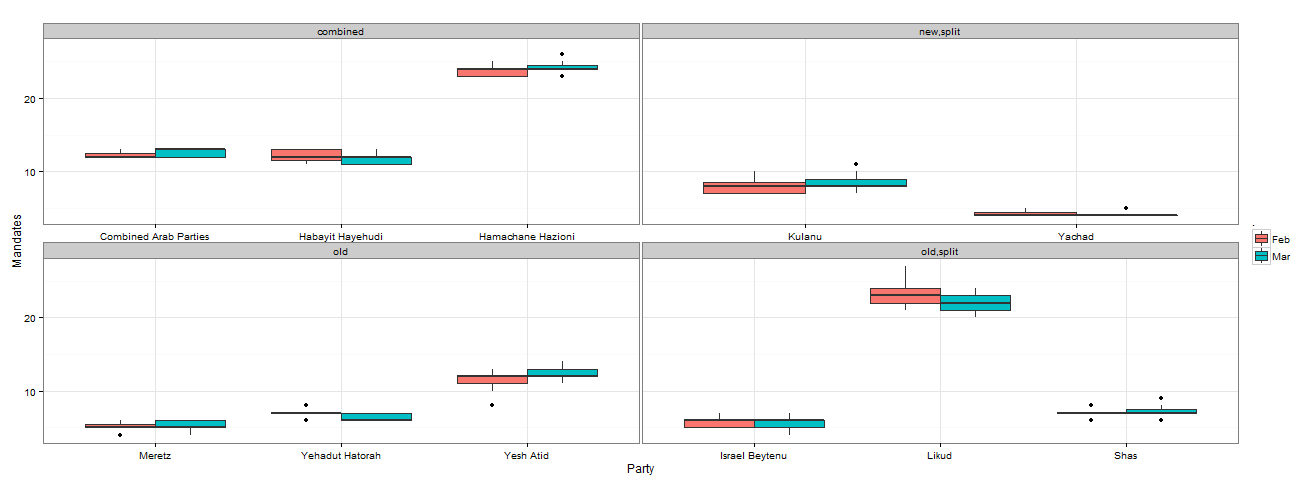 combined
new,split
20
10
Combined Arab Parties
Habayit Hayehudi
Hamachane Hazioni
Kulanu
Yachad
Mandates
old
old,split
20
10
Meretz
Yehadut Hatorah
Yesh Atid
Israel Beytenu
Likud
Shas
Party
.
Feb
Mar